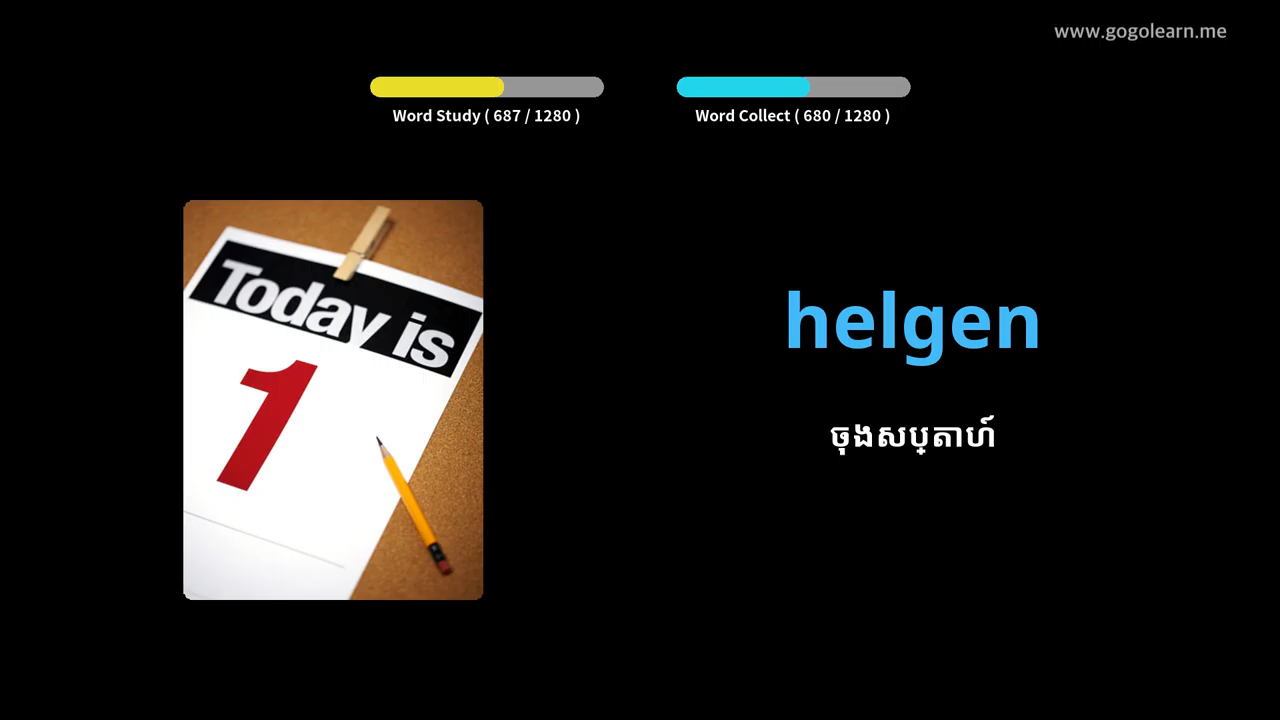 www.gogolearn.me
Word Study ( 687 / 1280 )
Word Collect ( 680 / 1280 )
Today is
1
helgen
ចុងសប្តាហ៍